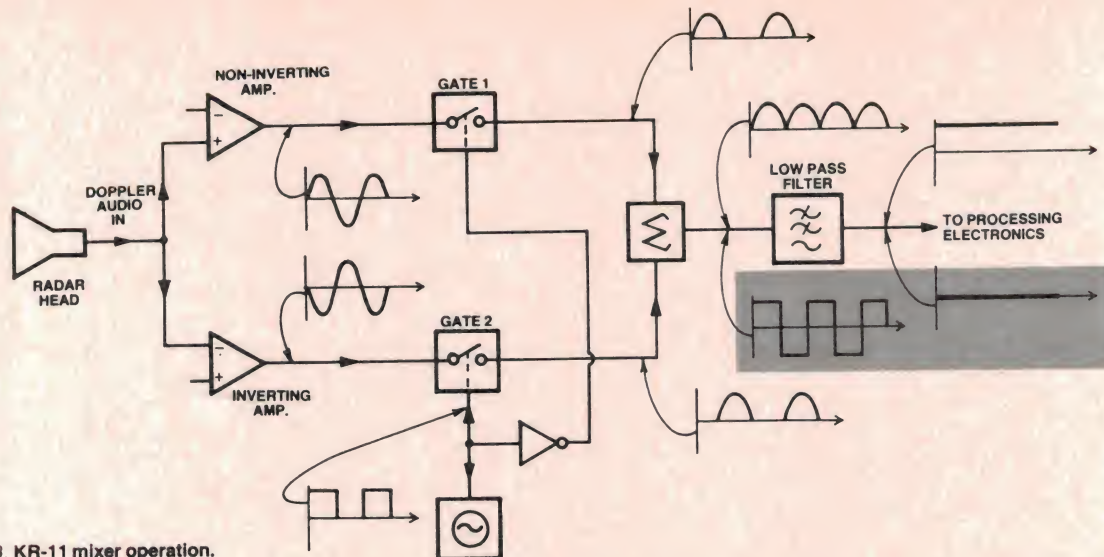 NON-INVERTING
AMP.
GATE 1
DOPPLER
AUDIO
IN
LOW PASS
FILTER
TO PROCESSING
ELECTRONICS
RADAR
HEAD
GATE 2
INVERTING
AMP.
KR-11 mixer operation.